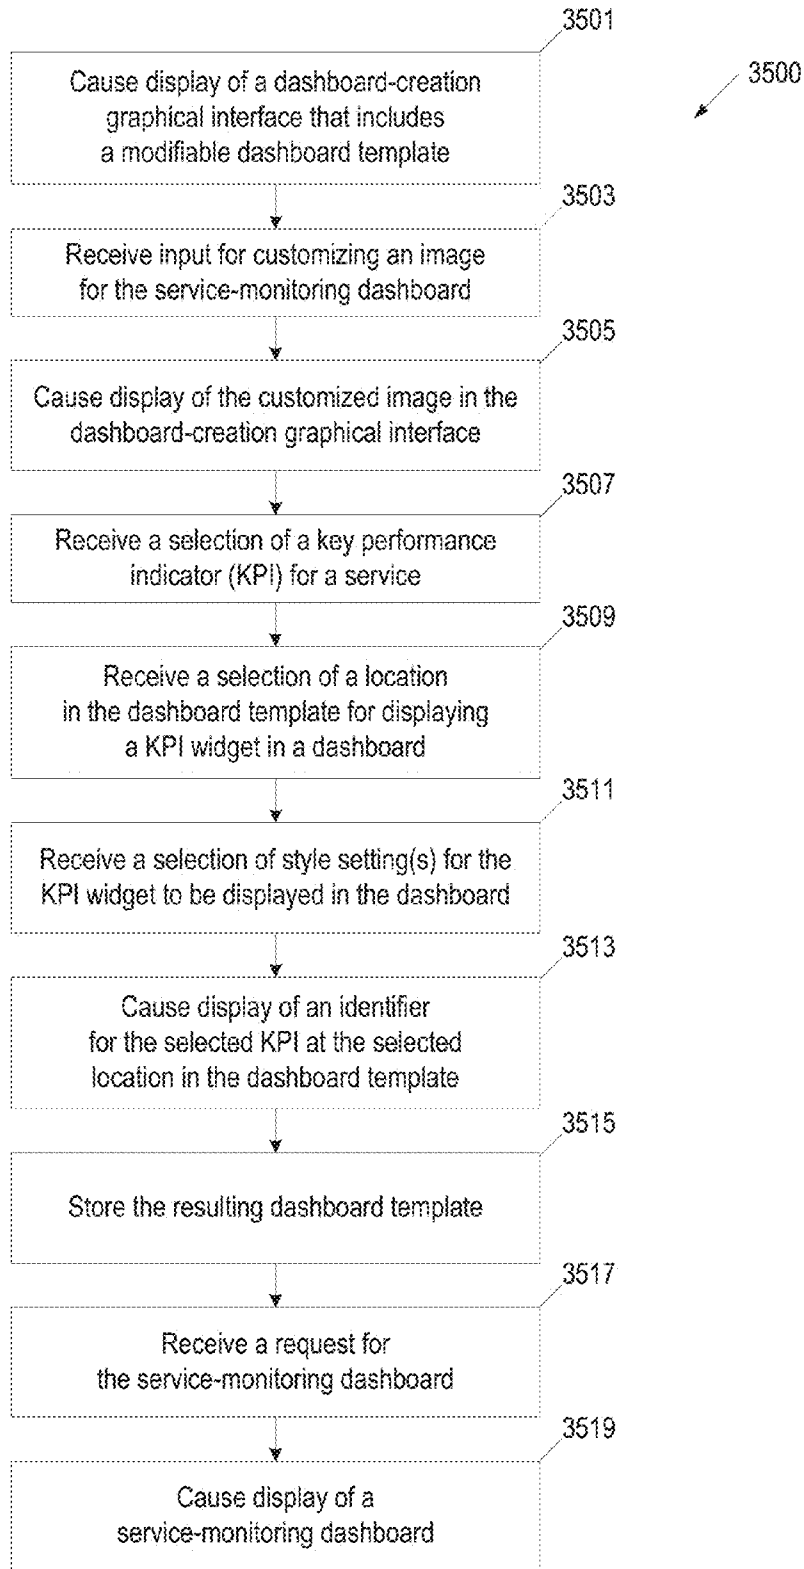 3501
3500
Cause display of a dashboard-creation
graphical interface that includes
a modifiable dashboard template
3503
Receive input for customizing an image
for the service-monitoring dashboard
3505
Cause display of the customized image in the
dashboard-creation graphical interface
3507
Receive a selection of a key performance
indicator (KPI) for a service
3509
Receive a selection of a location
in the dashboard template for displaying
a KPI widget in a dashboard
3511
Receive a selection of style setting(s) for the
KPI widget to be displayed in the dashboard
3513
Cause display of an identifier
for the selected KPI at the selected
location in the dashboard template
3515
Store the resulting dashboard template
3517
Receive a request for
the service-monitoring dashboard
3519
Cause display of a
service-monitoring dashboard